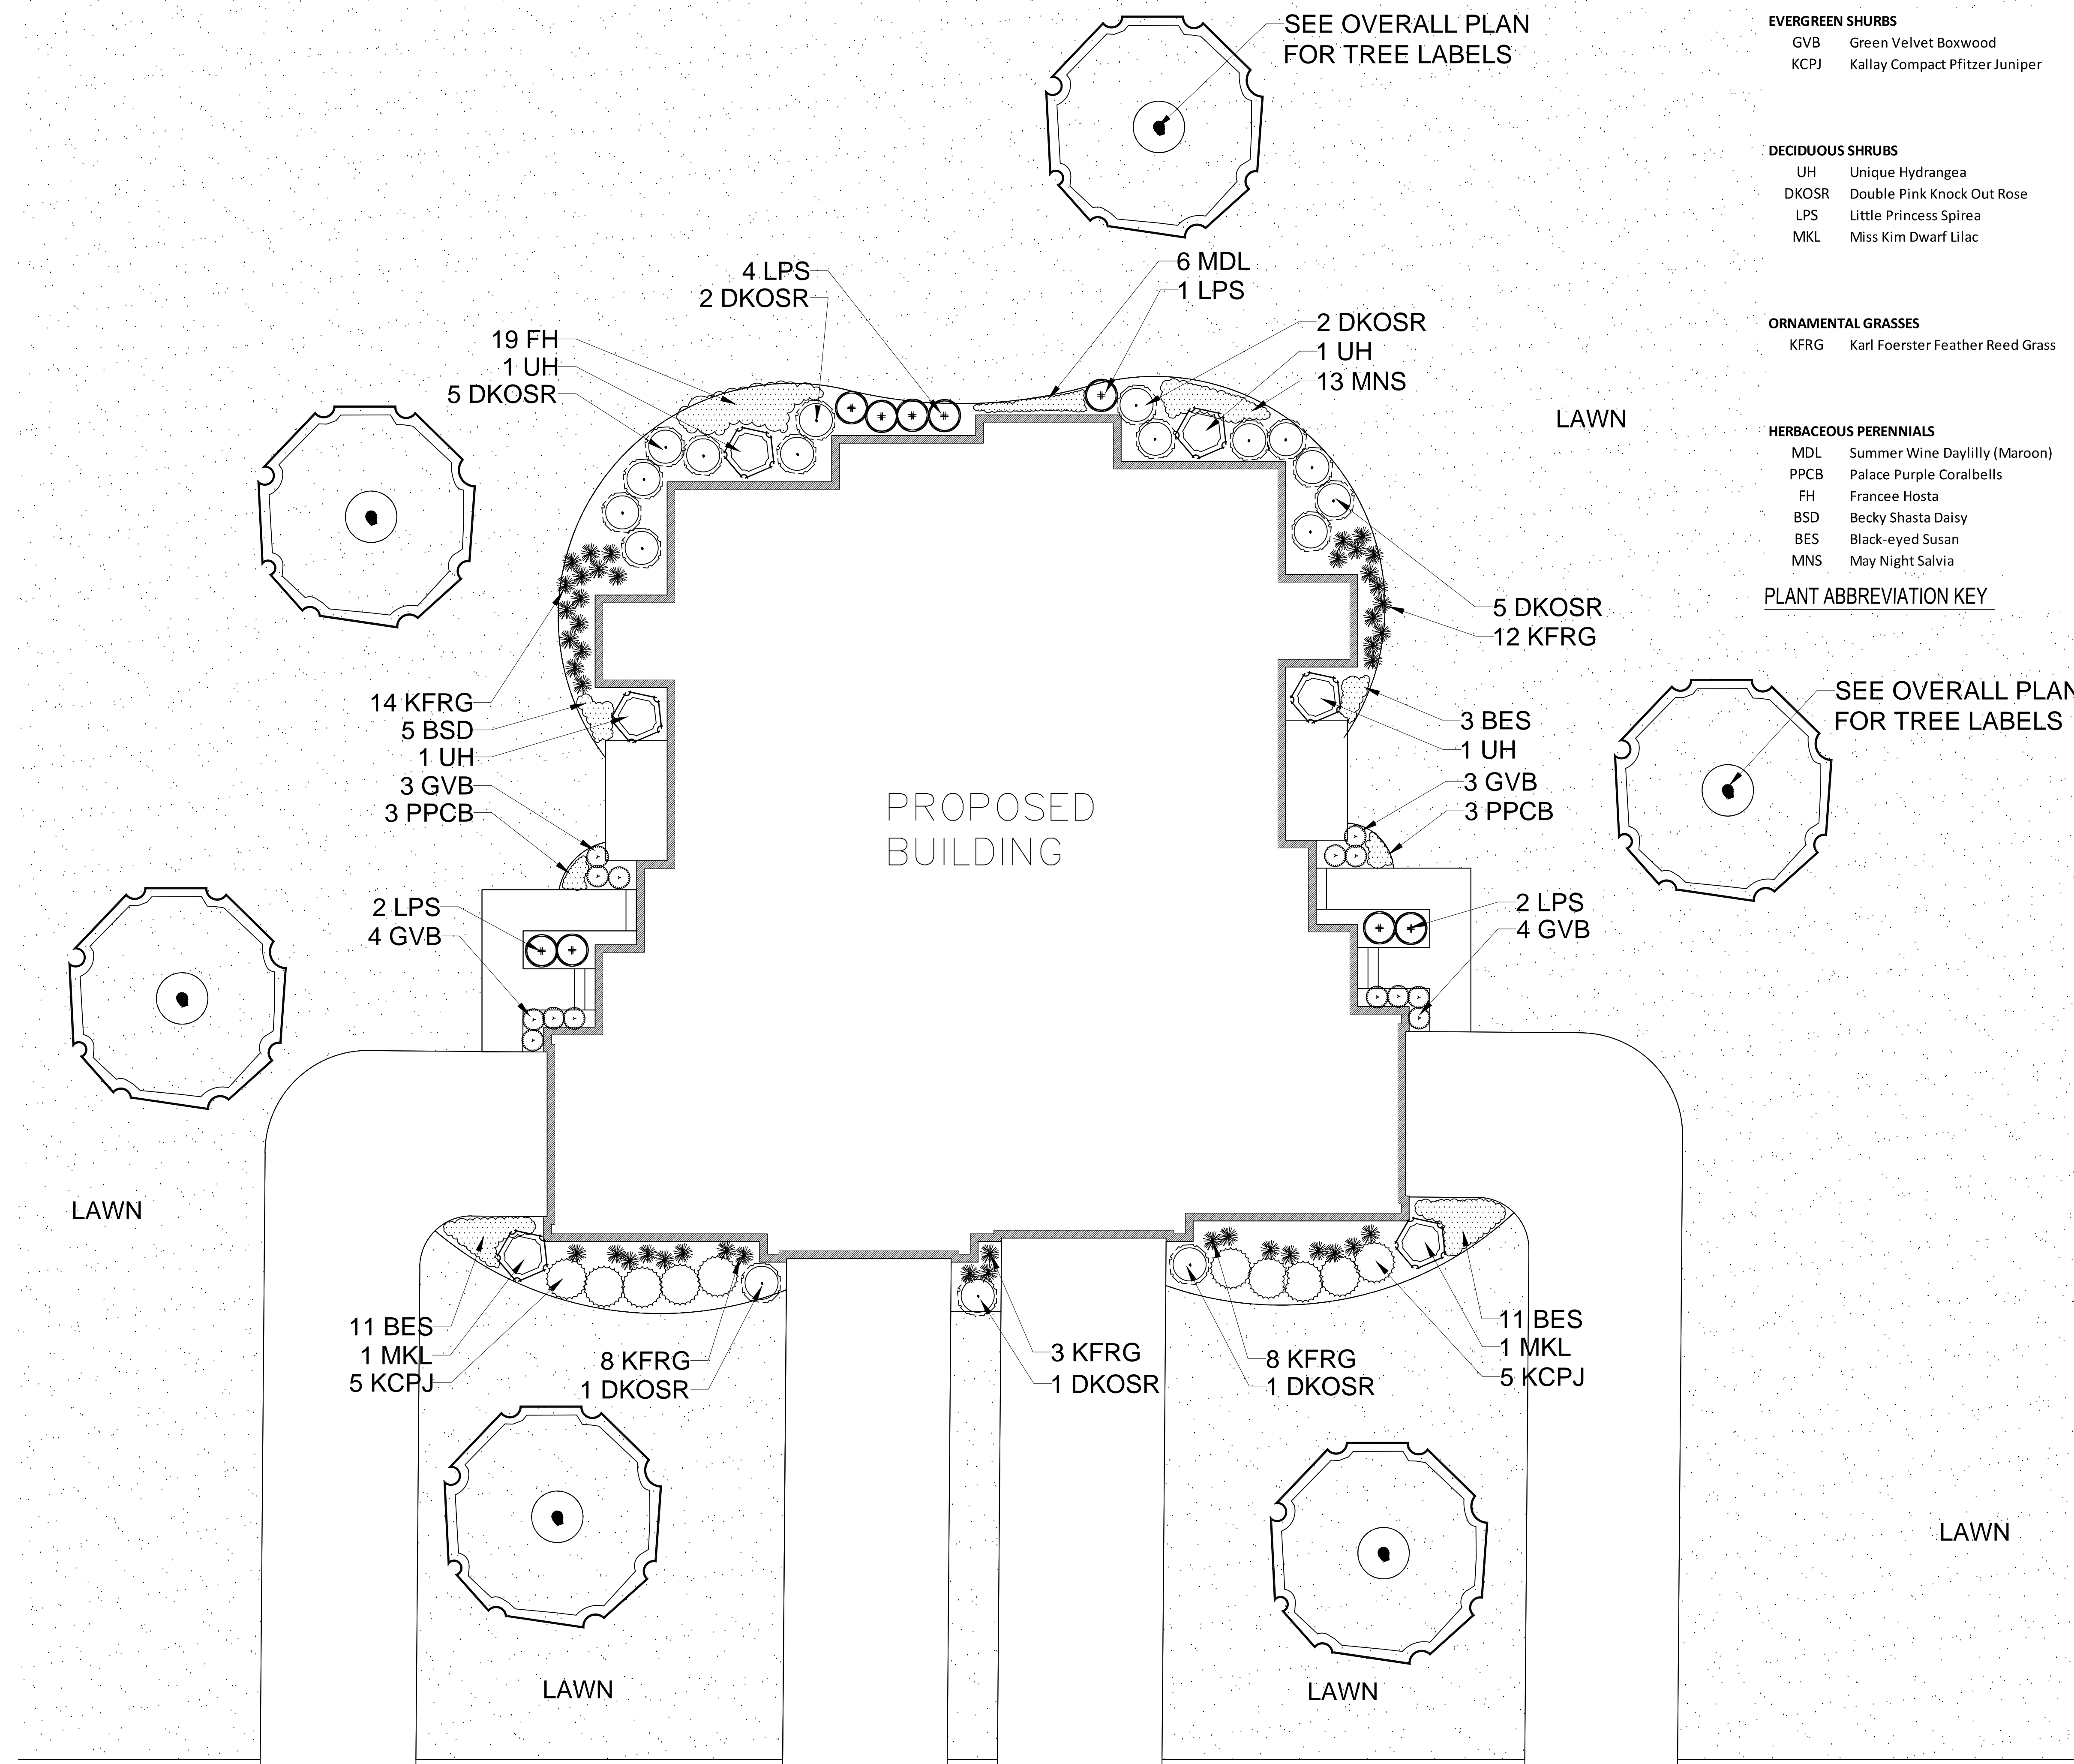 SEE OVERALL PLAN
FOR TREE LABELS
EVERGREEN SHURBS
GVB Green Velvet Boxwood
KCPJ Kallay Compact Pfitzer Juniper
DECIDUOUS SHRUBS
UH Unique Hydrangea
DKOSR Double Pink Knock Out Rose
LPS Little Princess Spirea
MKL Miss Kim Dwarf Lilac
ORNAMENTAL GRASSES
KFRG Karl Foerster Feather Reed Grass
HERBACEOUS PERENNIALS
MDL Summer Wine Daylilly (Maroon)
PPCB Palace Purple Coralbells
FH Francee Hosta
BSD Becky Shasta Daisy
BES Black-eyed Susan
MNS May Night Salvia
PLANT ABBREVIATION KEY
4 LPS
2 DKOSR
6 MDL
1 LPS
19 FH
1 UH
5 DKOSR
2 DKOSR
1 UH
13 MNS
LAWN
5 DKOSR
12 KFRG
14 KFRG
5 BSD
1 UH
3 GVB
3 PPCB
3 BES
1 UH
3 GVB
3 PPCB
SEE OVERALL PLAN
FOR TREE LABELS
PROPOSED
BUILDING
2 LPS
4 GVB
2 LPS
4 GVB
LAWN
11 BES
1 MKL
5 KCPJ
8 KFRG
1 DKOSR
3 KFRG
1 DKOSR
8 KFRG
1 DKOSR
11 BES
1 MKL
5 KCPJ
LAWN
LAWN
LAWN